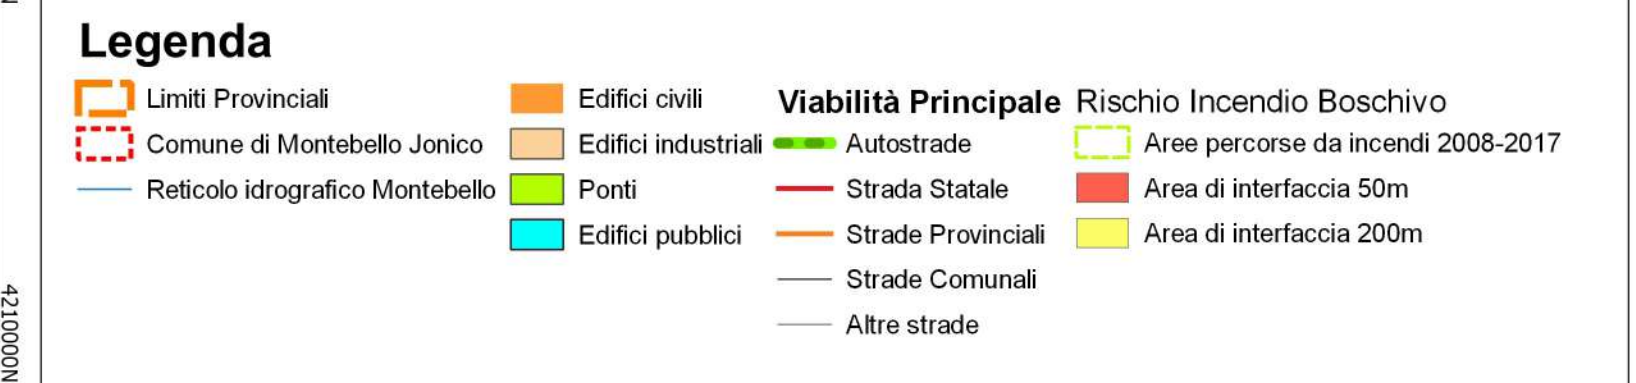 Legenda
Limiti Provinciali
Comune di Montebello Jonico
Reticolo idrografico Montebello
Edifici civili
Edifici industriali
Ponti
Edifici pubblici
Viabilità Principale
Autostrade
Strada Statale
Strade Provinciali
Strade Comunali
Altre strade
Rischio Incendio Boschivo
Aree percorse da incendi 2008-2017
Area di interfaccia 50m
Area di interfaccia 200m
4210000N